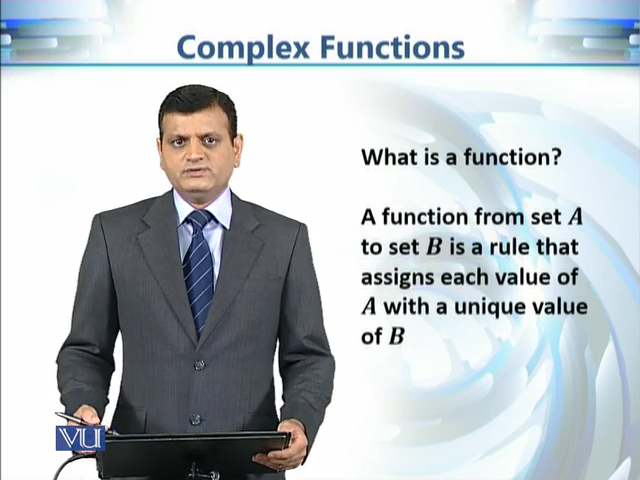 Complex Functions
What is a function?
A function from set A
to set B is a rule that
assigns each value of
A with a unique value
of B
VU